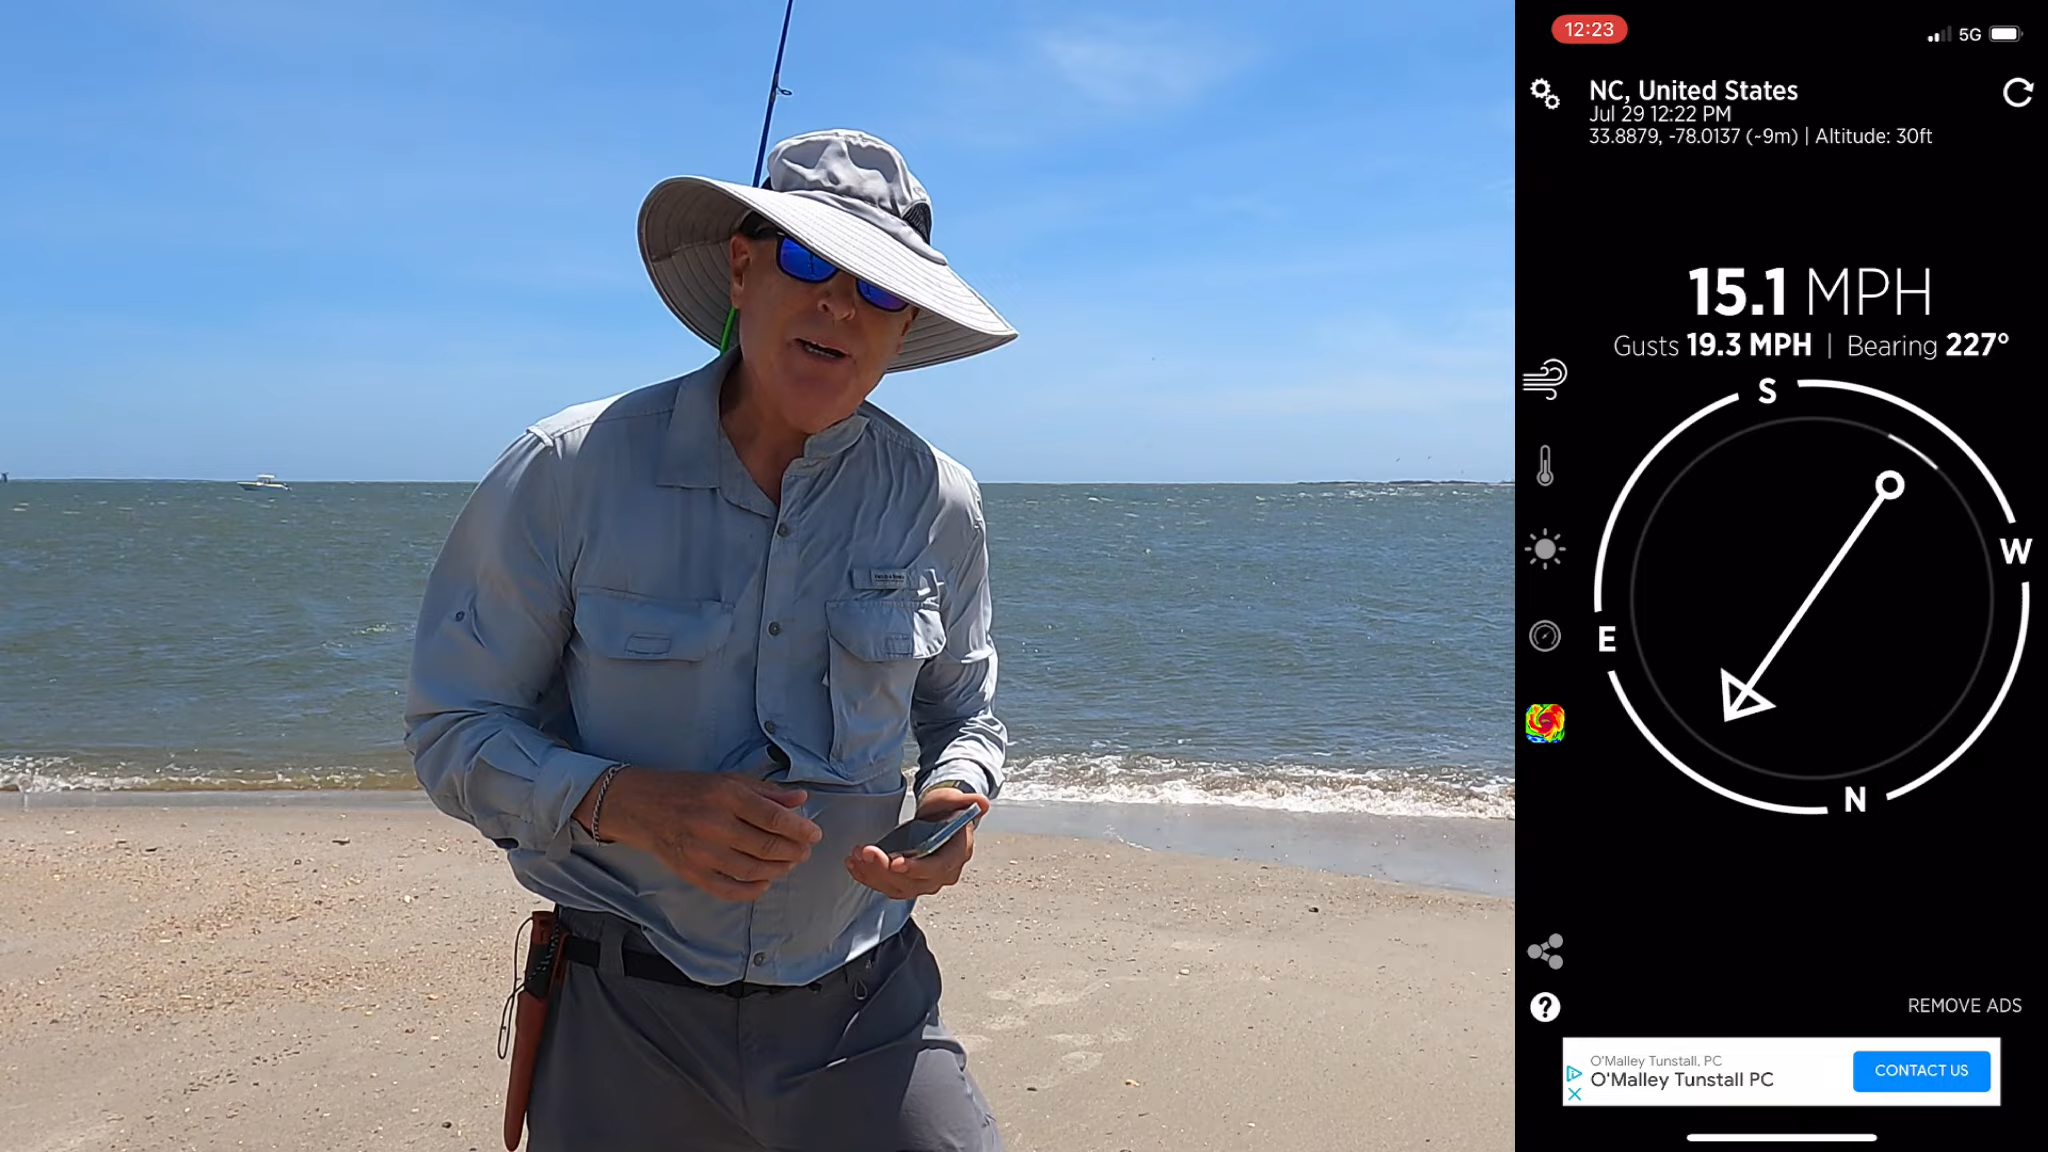 12:23
5G
NC, United States
Jul 29 12:22 PM
33.8879, -78.0137 (~9m) | Altitude: 30ft
15.1 MPH
Gusts 19.3 MPH | Bearing 227°
S
W
E
N
REMOVE ADS
O'Malley Tunstall, PC
O'Malley Tunstall PC
CONTACT US